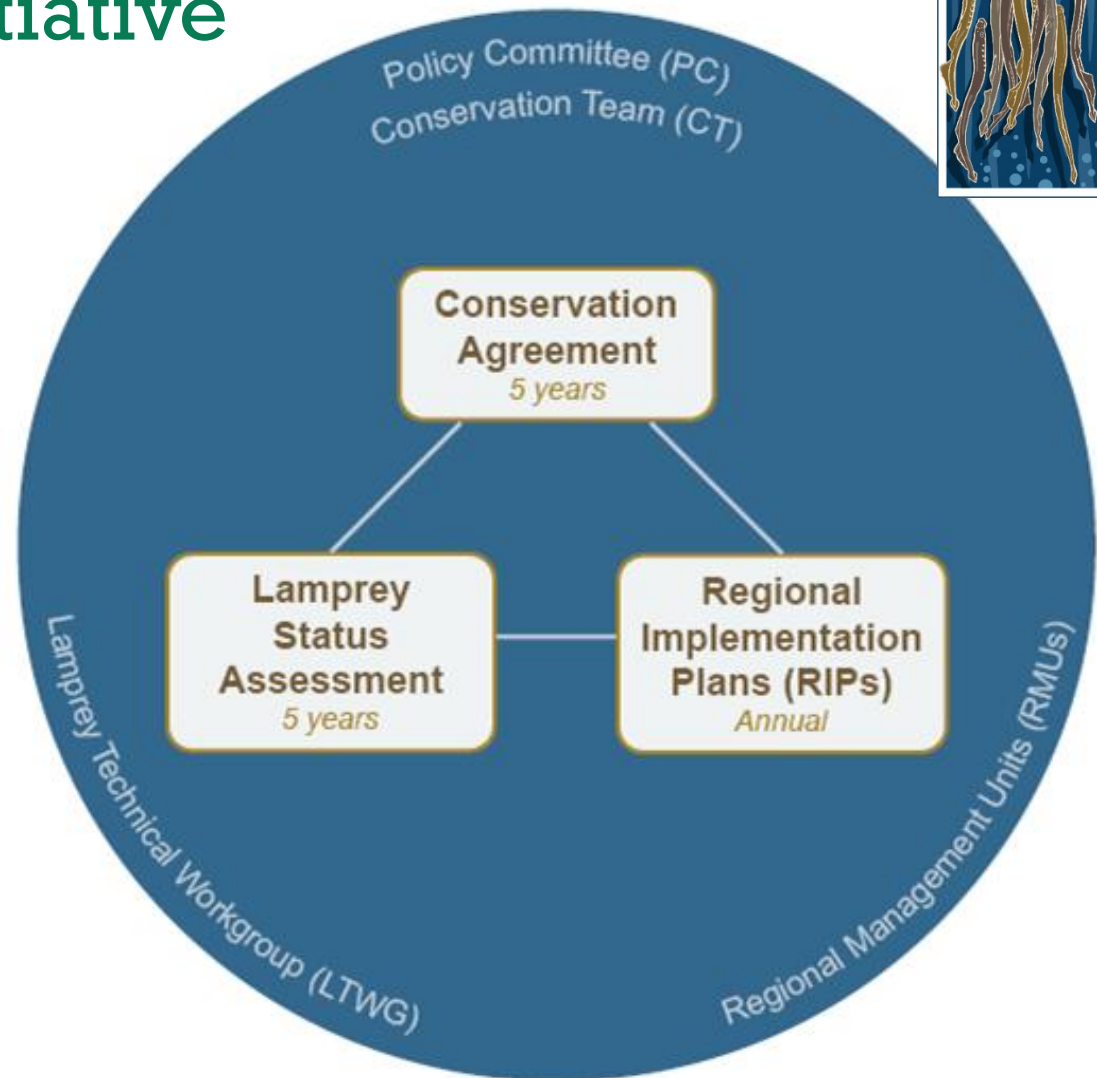 tiative
Policy Committee (PC)
Conservation Team (CT)
Conservation
Agreement
5 years
Lamprey
Status
Assessment
5 years
Regional
Implementation
Plans (RIPs)
Annual
Lamprey Technical Workgroup (LTWG)
Regional Management Units (RMUs)